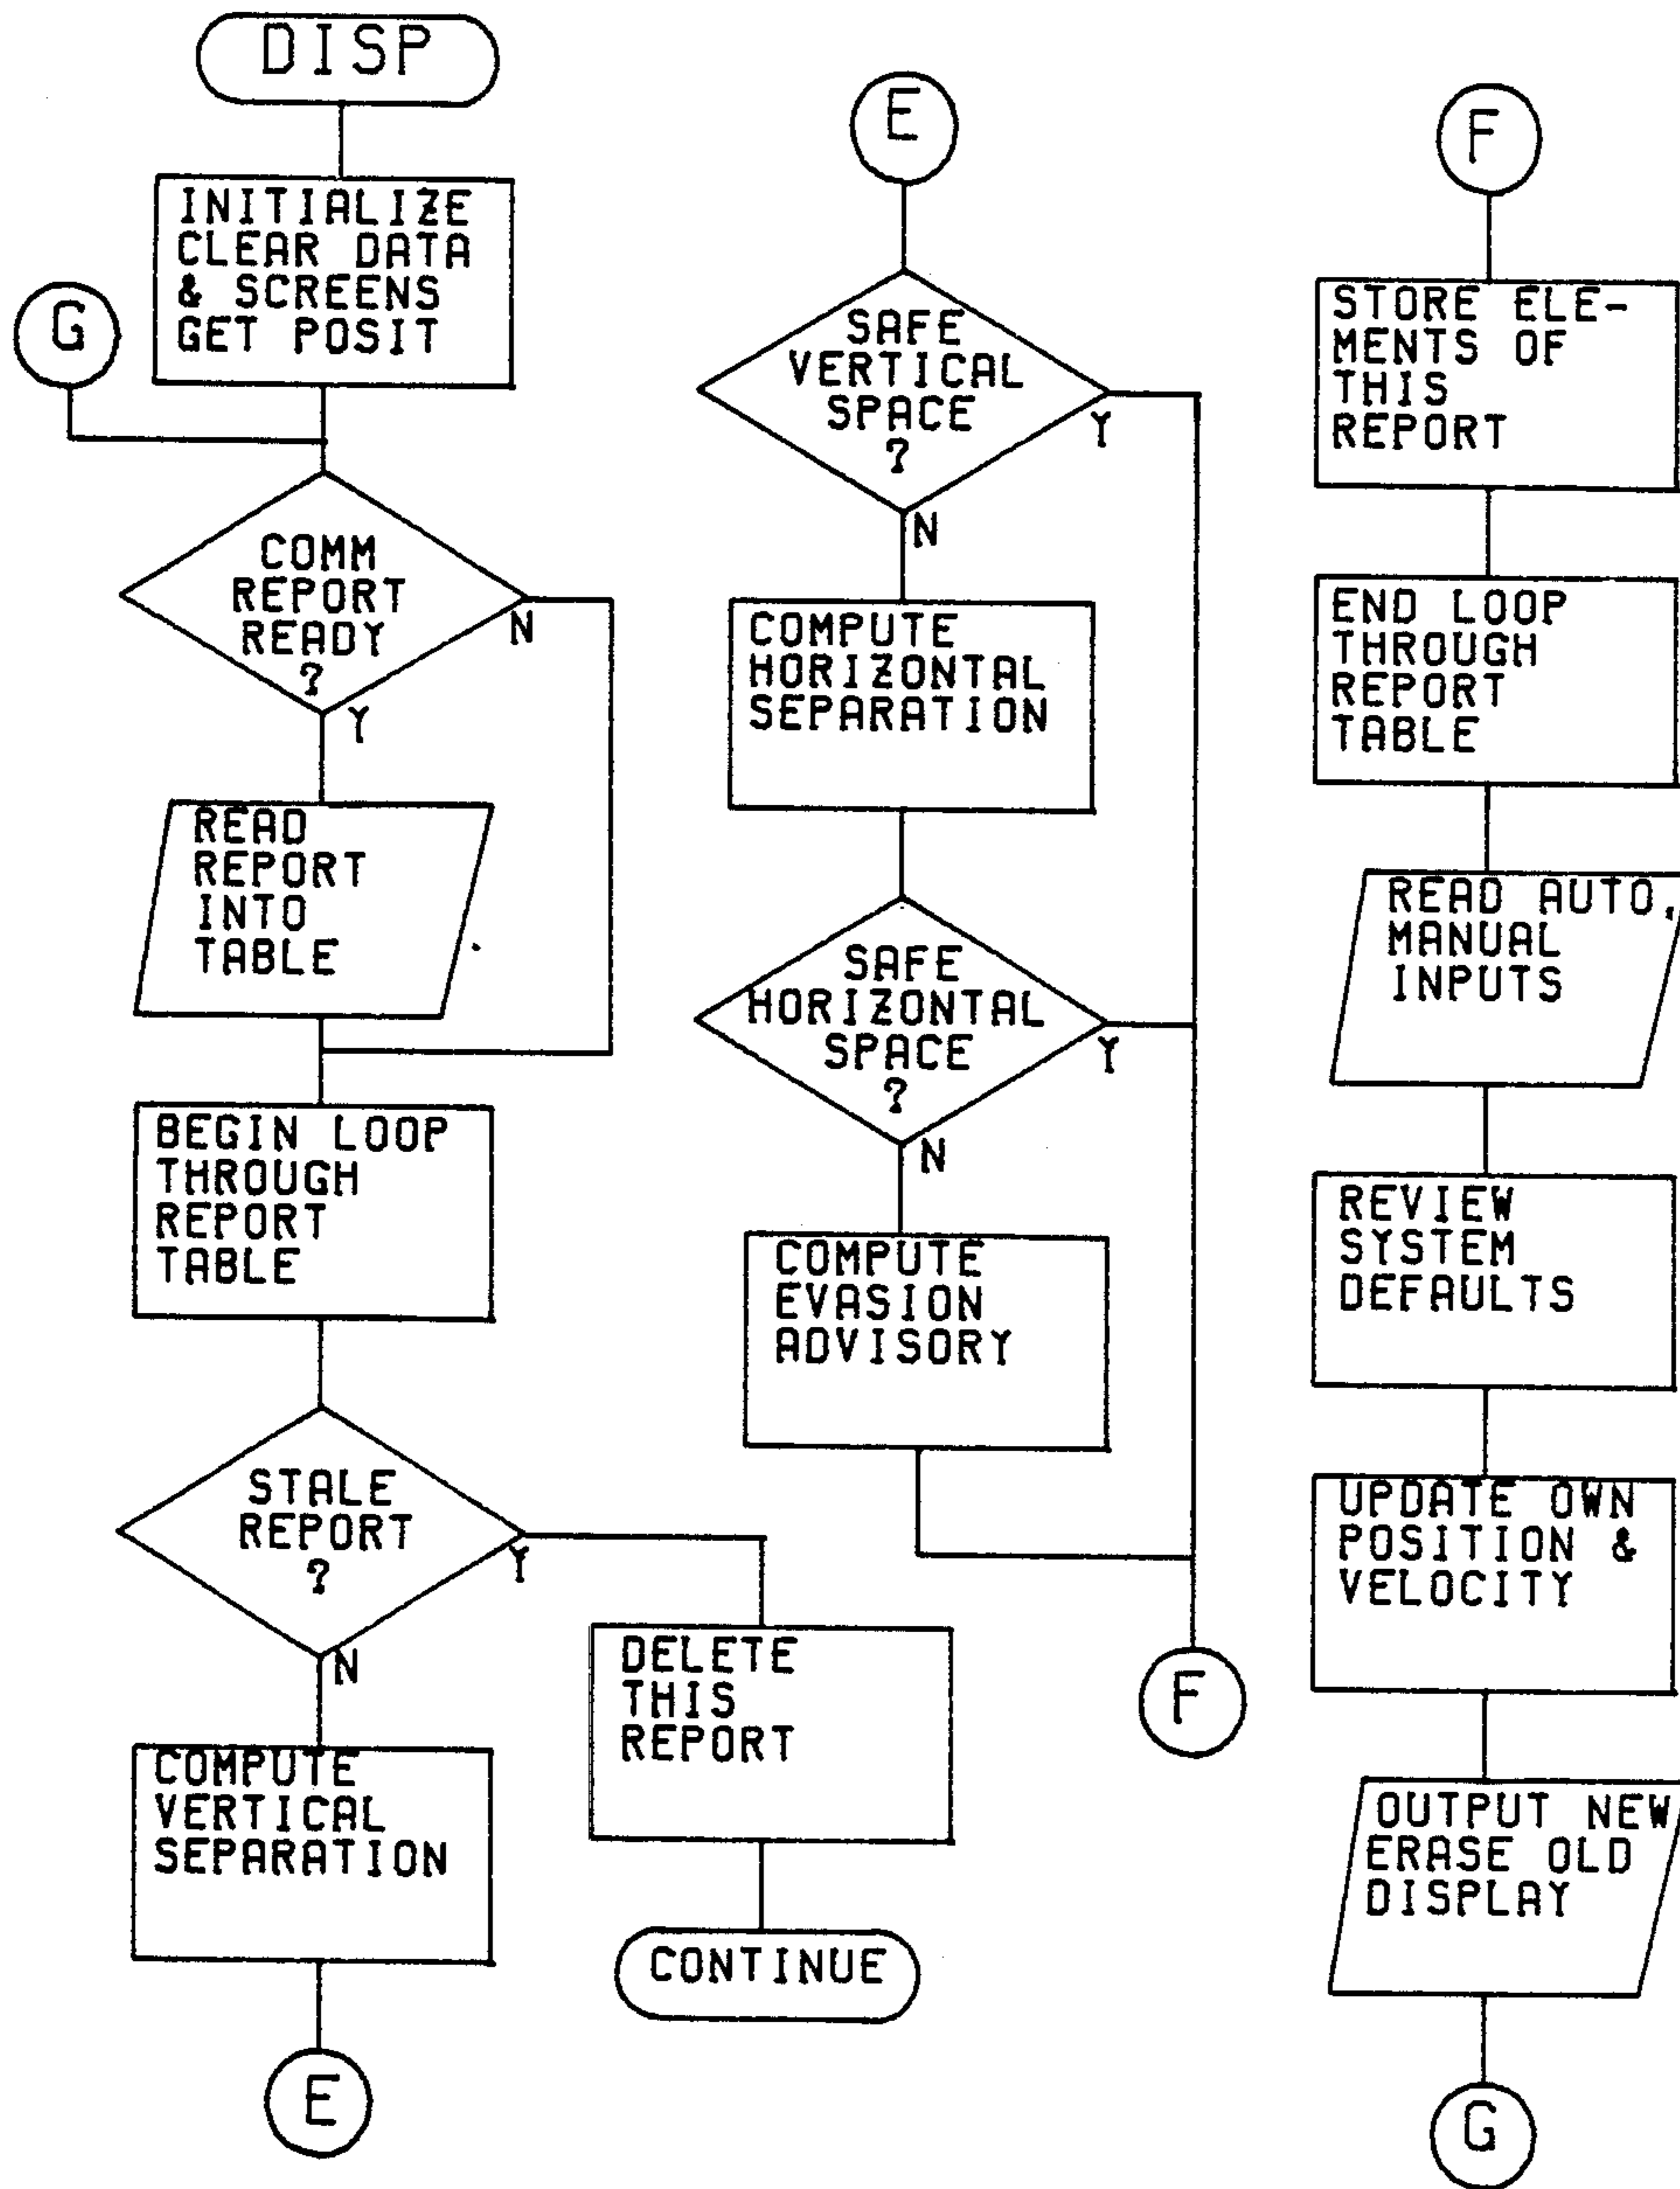 DISP
INITIALIZE
CLEAR DATA
& SCREENS
GET POSIT
G
COMM
REPORT
READY
?
N
Y
READ
REPORT
INTO
TABLE
BEGIN LOOP
THROUGH
REPORT
TABLE
STALE
REPORT
?
Y
N
DELETE
THIS
REPORT
CONTINUE
COMPUTE
VERTICAL
SEPARATION
E
E
SAFE
VERTICAL
SPACE
?
Y
N
COMPUTE
HORIZONTAL
SEPARATION
SAFE
HORIZONTAL
SPACE
?
Y
N
COMPUTE
EVASION
ADVISORY
F
F
STORE ELE-
MENTS OF
THIS
REPORT
END LOOP
THROUGH
REPORT
TABLE
READ AUTO,
MANUAL
INPUTS
REVIEW
SYSTEM
DEFAULTS
UPDATE OWN
POSITION &
VELOCITY
OUTPUT NEW
ERASE OLD
DISPLAY
G